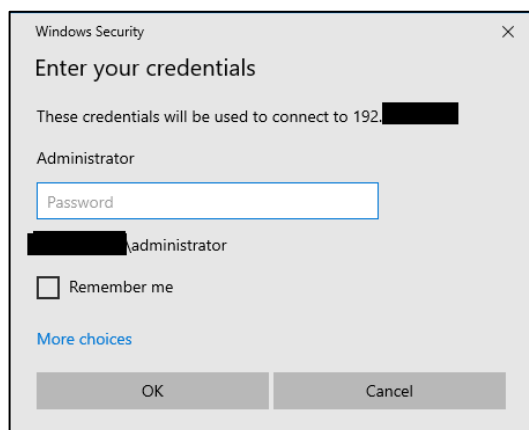 Windows Security
Enter your credentials
These credentials will be used to connect to 192.
Administrator
Password
\administrator
Remember me
More choices
OK
Cancel